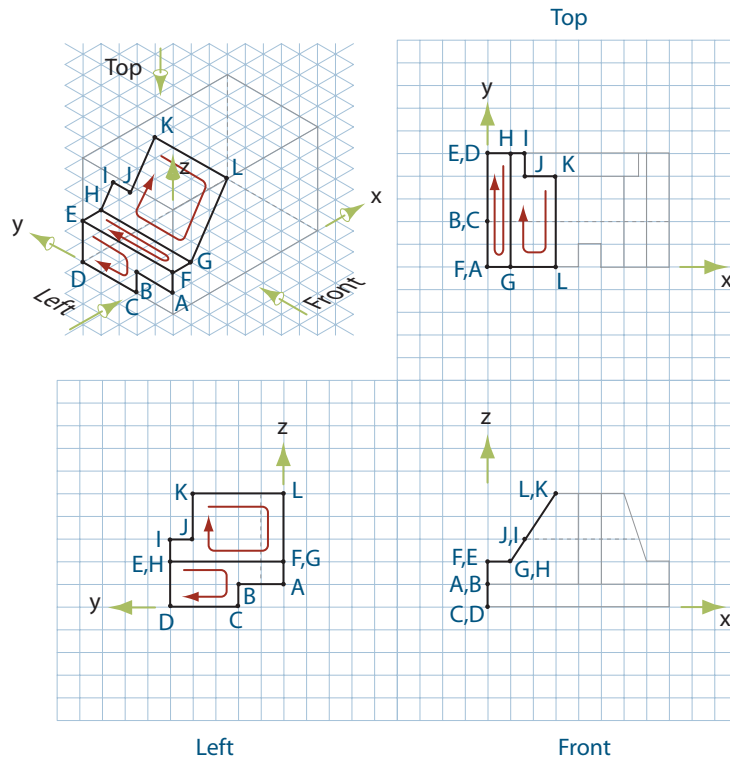 Top
Top
K
z
L
I
J
H
x
E
y
G
D
F
B
A
C
Left
Front
y
H I
E,D
J K
B,C
F,A
G
L
x
z
K
L
J
I
E,H
F,G
A
B
y
D
C
z
L,K
J,I
F,E
G,H
A,B
C,D
x
Left
Front